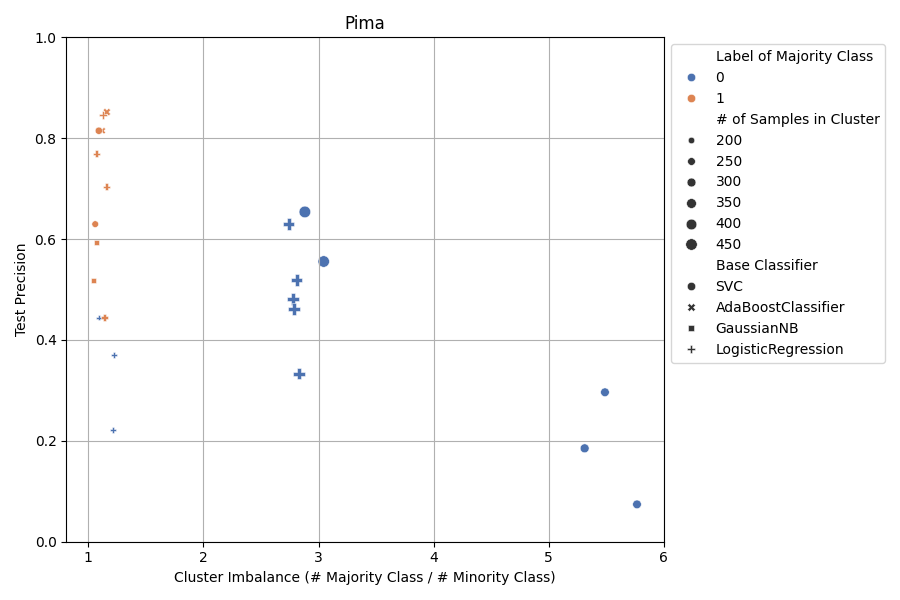 Pima
1.0
0.8
0.6
0.4
0.2
0.0
Test Precision
1
2
3
4
5
6
Cluster Imbalance (# Majority Class / # Minority Class)
Label of Majority Class
0
1
# of Samples in Cluster
200
250
300
350
400
450
Base Classifier
SVC
AdaBoostClassifier
GaussianNB
LogisticRegression